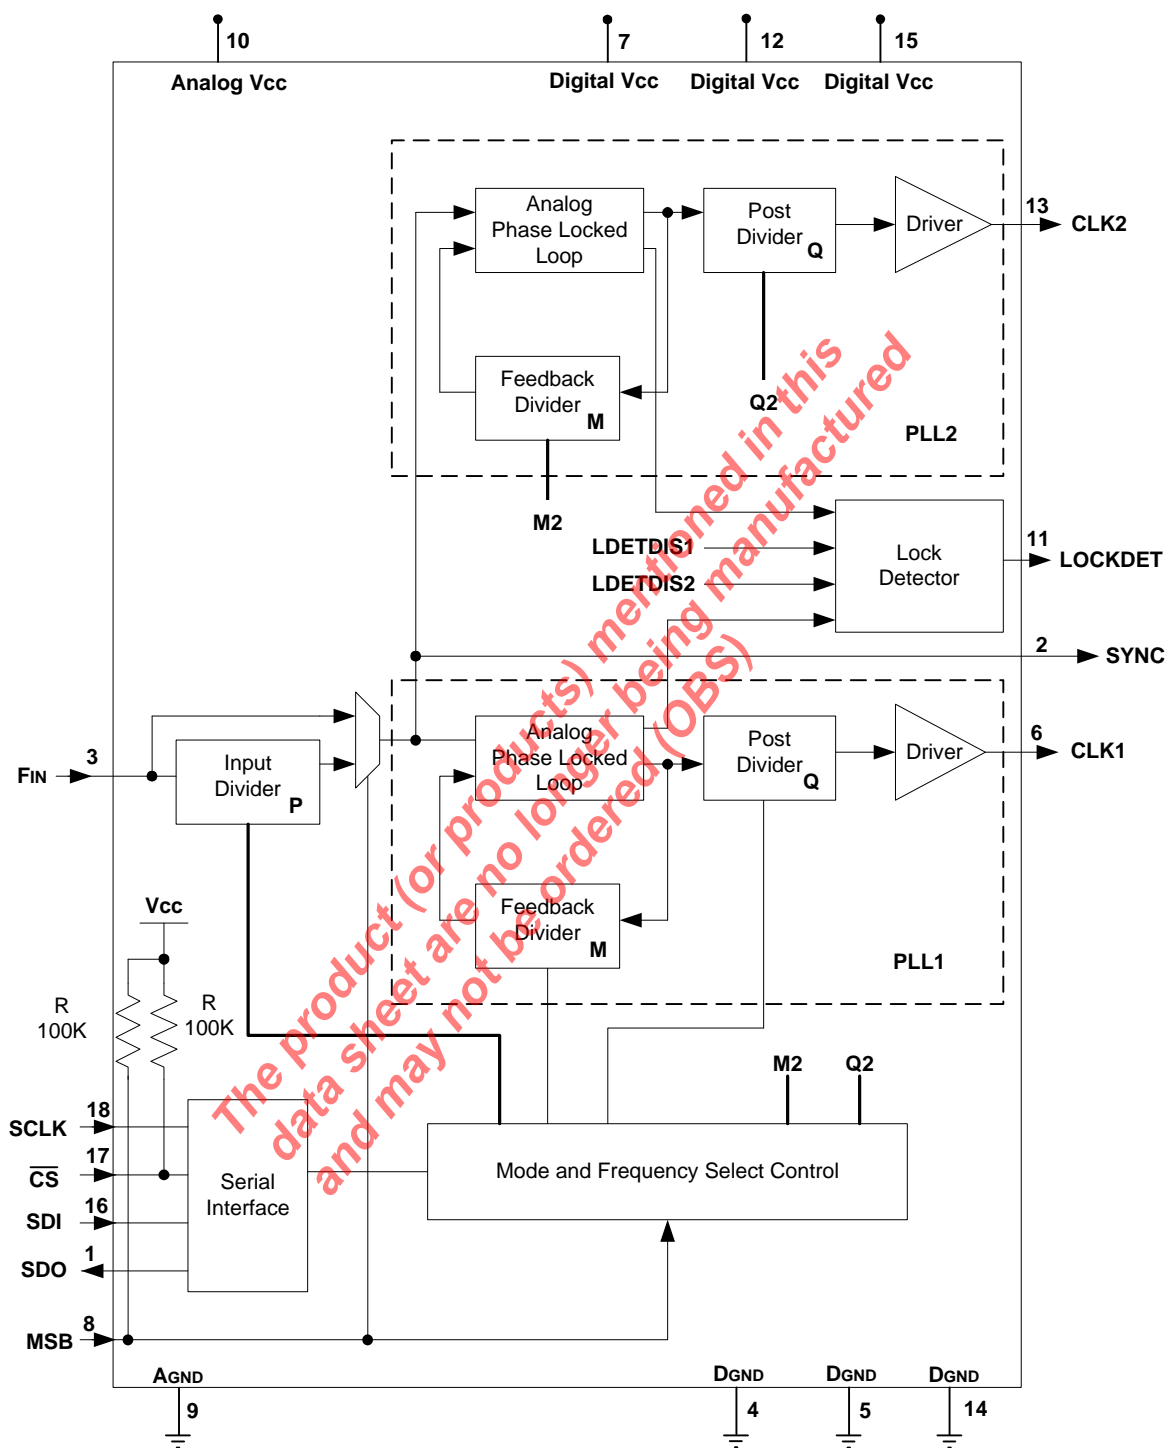 10
7
12
15
Analog Vcc
Digital Vcc
Digital Vcc
Digital Vcc
Analog
Phase Locked
Loop
Post
Divider
Q
Driver
13
CLK2
Feedback
Divider
M
Q2
PLL2
M2
LDETDIS1
LDETDIS2
Lock
Detector
11
LOCKDET
2
SYNC
3
FIN
Input
Divider
P
Analog
Phase Locked
Loop
Post
Divider
Q
Driver
6
CLK1
Feedback
Divider
M
PLL1
Vcc
R
100K
R
100K
The product (or products) mentioned in this
data sheet are no longer being manufactured
and may not be ordered (OBS)
M2
Q2
18
SCLK
17
CS
16
SDI
1
SDO
8
MSB
Serial
Interface
Mode and Frequency Select Control
AGND
DGND
DGND
DGND
9
4
5
14